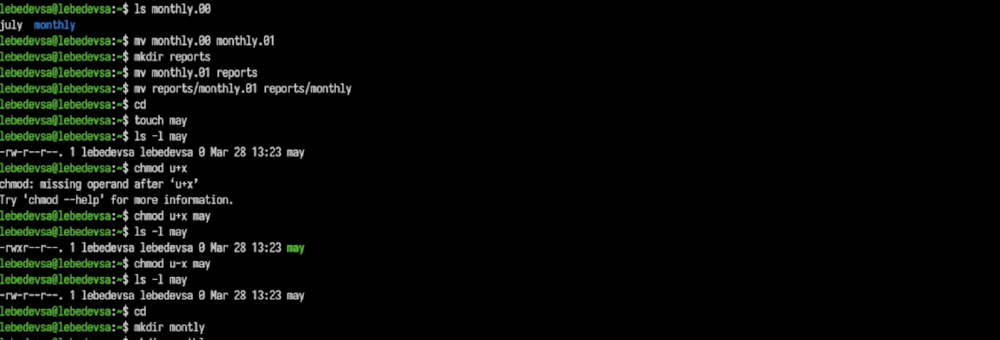 lebedevsa@lebedevsa:~$ ls monthly.00
july  monthly
lebedevsa@lebedevsa:~$ mv monthly.00 monthly.01
lebedevsa@lebedevsa:~$ mkdir reports
lebedevsa@lebedevsa:~$ mv monthly.01 reports
lebedevsa@lebedevsa:~$ mv reports/monthly.01 reports/monthly
lebedevsa@lebedevsa:~$ cd
lebedevsa@lebedevsa:~$ touch may
lebedevsa@lebedevsa:~$ ls -l may
-rw-r--r--. 1 lebedevsa lebedevsa 0 Mar 28 13:23 may
lebedevsa@lebedevsa:~$ chmod u+x
chmod: missing operand after ‘u+x’
Try 'chmod --help' for more information.
lebedevsa@lebedevsa:~$ chmod u+x may
lebedevsa@lebedevsa:~$ ls -l may
-rwxr--r--. 1 lebedevsa lebedevsa 0 Mar 28 13:23 may
lebedevsa@lebedevsa:~$ chmod u-x may
lebedevsa@lebedevsa:~$ ls -l may
-rw-r--r--. 1 lebedevsa lebedevsa 0 Mar 28 13:23 may
lebedevsa@lebedevsa:~$ cd
lebedevsa@lebedevsa:~$ mkdir montly